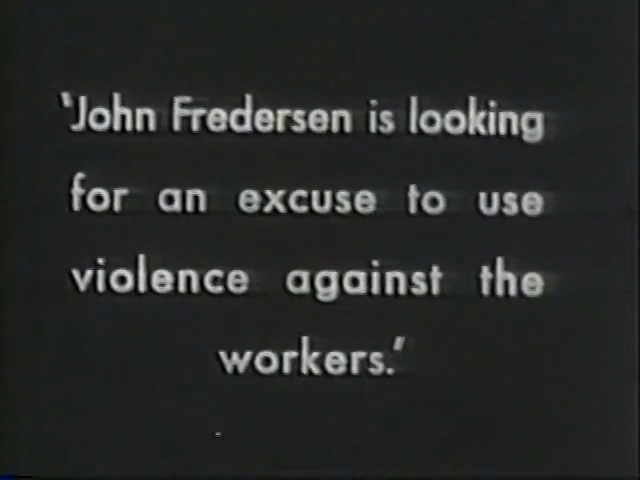 'John Fredersen is looking
for an excuse to use
violence against the
workers.'